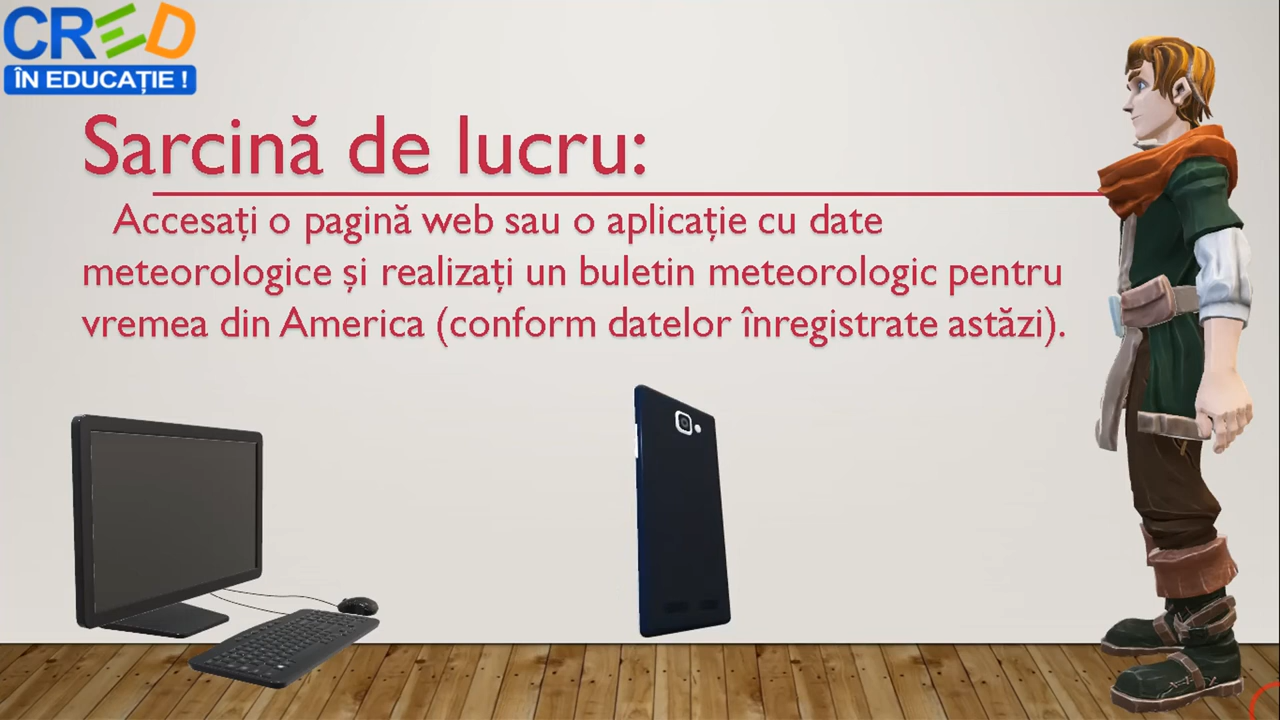 CRED
ÎN EDUCAȚIE !
Sarcină de lucru:
Accesați o pagină web sau o aplicație cu date
meteorologice și realizați un buletin meteorologic pentru
vremea din America (conform datelor înregistrate astăzi).